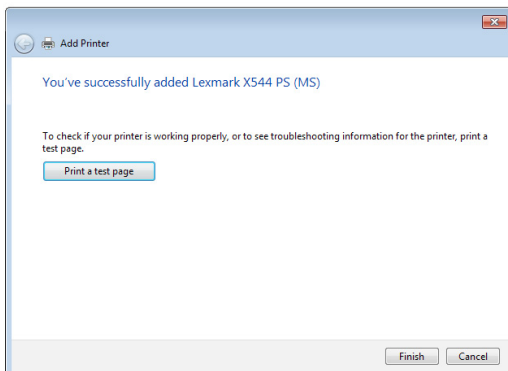 Add Printer
You've successfully added Lexmark X544 PS (MS)
To check if your printer is working properly, or to see troubleshooting information for the printer, print a
test page.
Print a test page
Finish Cancel